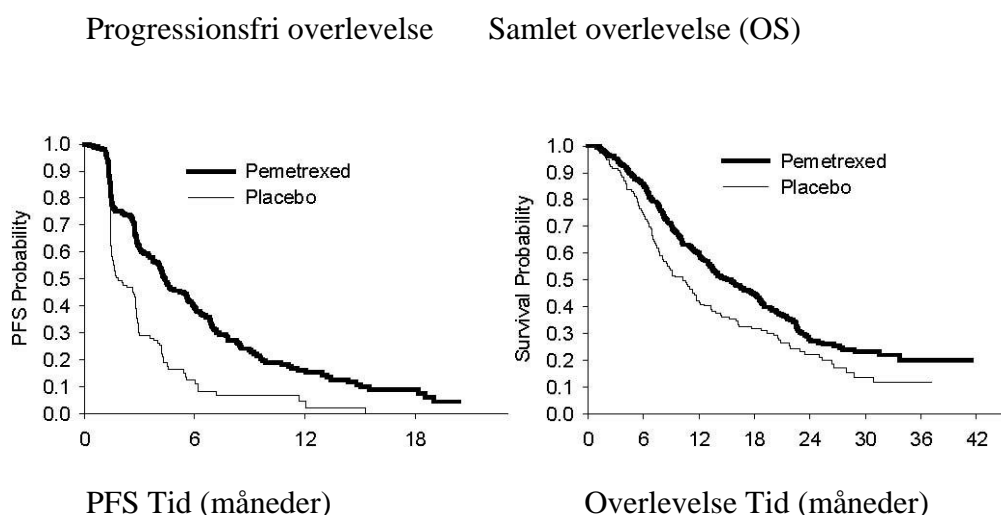 Progressionsfri overlevelse Samlet overlevelse (OS)
PFS Probability
1.0
0.9
0.8
0.7
0.6
0.5
0.4
0.3
0.2
0.1
0.0
Pemetrexed
Placebo
0 6 12 18
PFS Tid (måneder)
Survival Probability
1.0
0.9
0.8
0.7
0.6
0.5
0.4
0.3
0.2
0.1
0.0
Pemetrexed
Placebo
0 6 12 18 24 30 36 42
Overlevelse Tid (måneder)